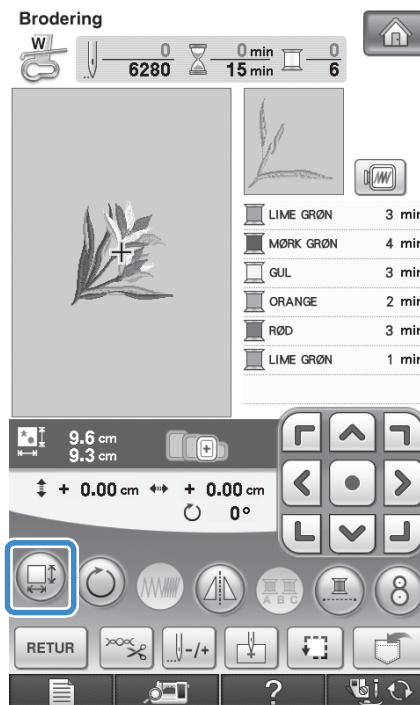 Brodering
W
0 0 min 0
6280 15 min 6
LIME GRØN 3 min
MØRK GRØN 4 min
GUL 3 min
ORANGE 2 min
RØD 3 min
LIME GRØN 1 min
9.6 cm
9.3 cm
+ 0.00 cm + 0.00 cm
0°
A B C
8
RETUR
-/+
?
i